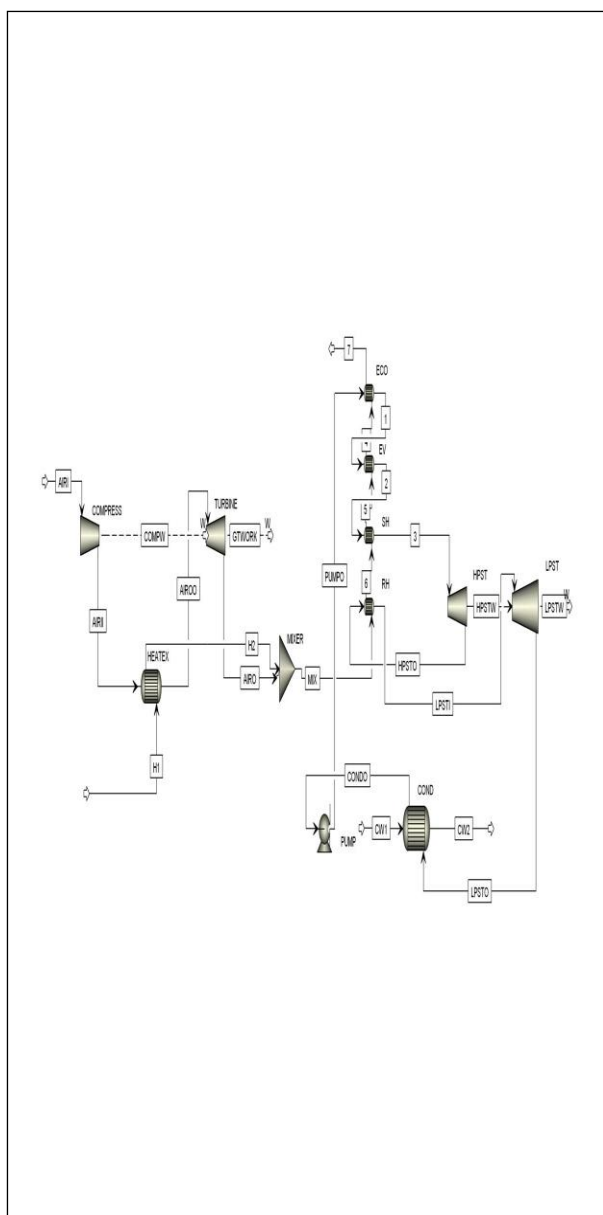 7
ECO
1
EV
2
5
SH
3
6
RH
AIRI
COMPRESS
COMPW
W
TURBINE
GTWORK
W
AIROO
AIRII
HEATEX
H2
MIXER
AIRO
MIX
H1
PUMPO
HPST
HPSTW
LPST
W
LPSTW
HPSTO
LPSTI
CONDO
COND
PUMP
CW1
CW2
LPSTO